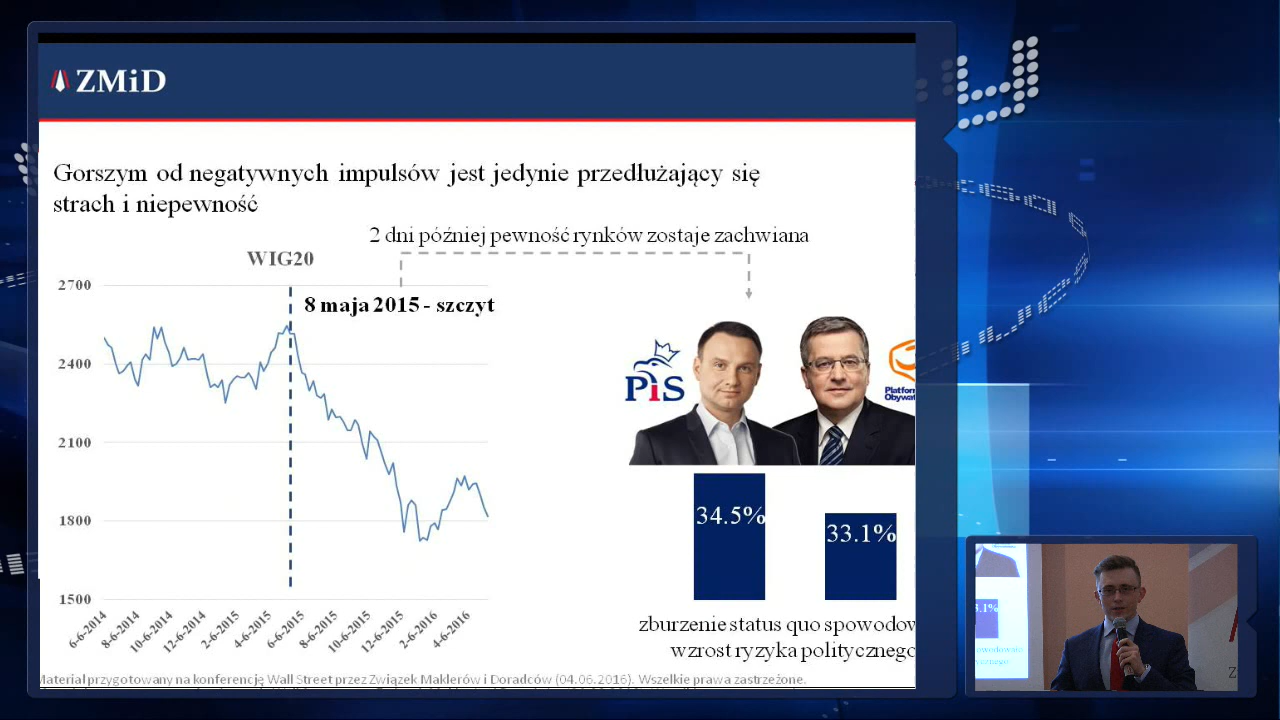 ZMiD
Gorszym od negatywnych impulsów jest jedynie przedłużający się
strach i niepewność
2 dni później pewność rynków zostaje zachwiana
WIG20
8 maja 2015 - szczyt
2700
2400
2100
1800
1500
6-6-2014
8-6-2014
10-6-2014
12-6-2014
2-6-2015
4-6-2015
6-6-2015
8-6-2015
10-6-2015
12-6-2015
2-6-2016
4-6-2016
PiS
Platfor
Obywat
34.5%
33.1%
zburzenie status quo spowodow
wzrost ryzyka politycznego
Materiał przygotowany na konferencję Wall Street przez Związek Maklerów i Doradców (04.06.2016). Wszelkie prawa zastrzeżone.
3.1%